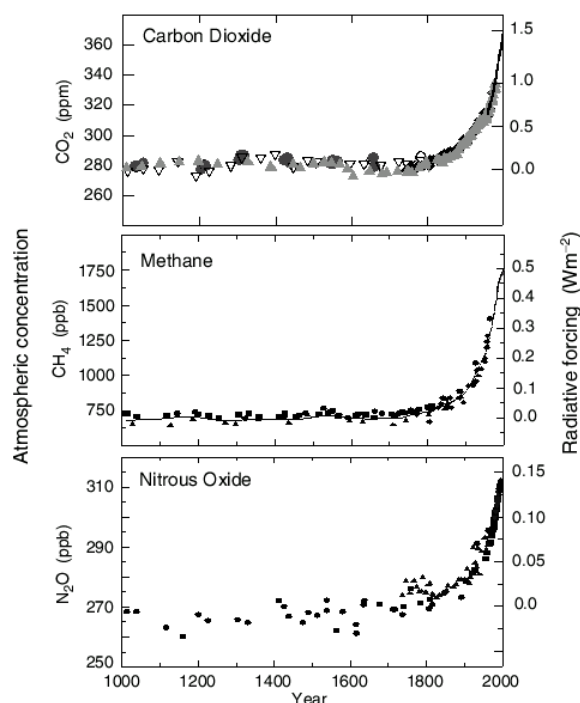 Carbon Dioxide
360
340
320
300
280
260
CO2 (ppm)
1.5
1.0
0.5
0.0
Methane
1750
1500
1250
1000
750
CH4 (ppb)
0.5
0.4
0.3
0.2
0.1
0.0
Atmospheric concentration
Radiative forcing (Wm−2)
Nitrous Oxide
310
290
270
250
N2O (ppb)
0.15
0.10
0.05
0.0
1000 1200 1400 1600 1800 2000
Year